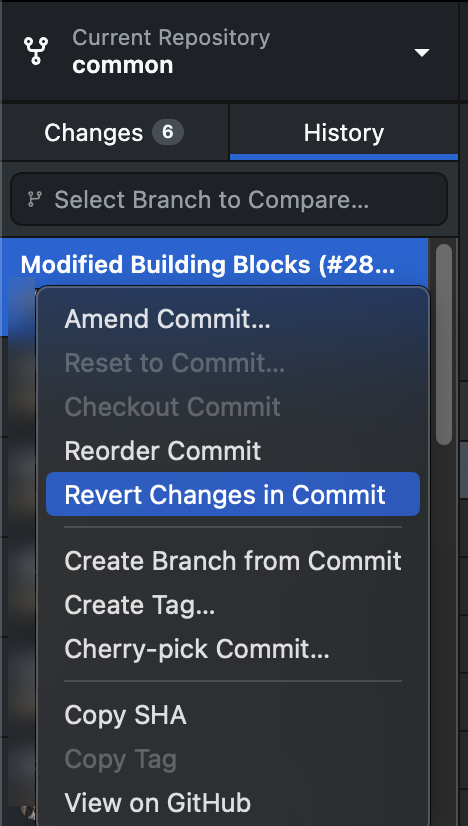 Current Repository
common
Changes 6
History
Select Branch to Compare...
Modified Building Blocks (#28...
Amend Commit...
Reset to Commit...
Checkout Commit
Reorder Commit
Revert Changes in Commit
Create Branch from Commit
Create Tag...
Cherry-pick Commit...
Copy SHA
Copy Tag
View on GitHub